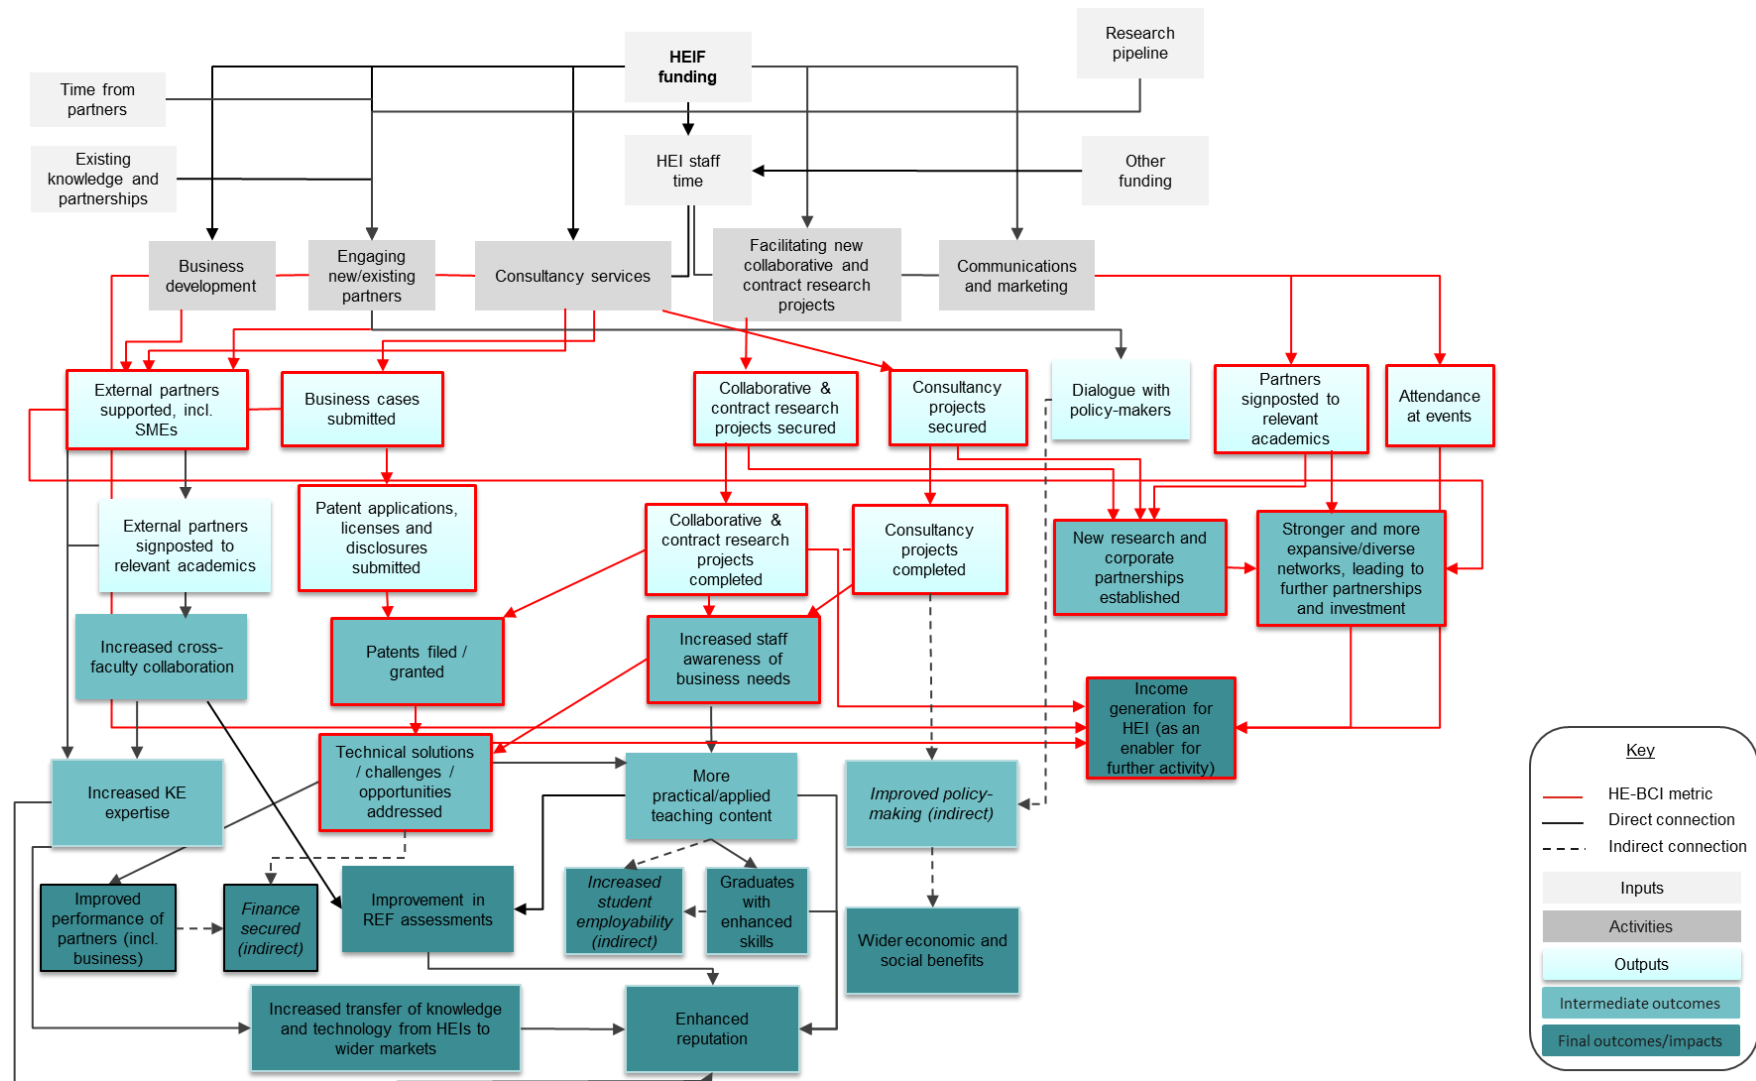 HEIF
funding
Research
pipeline
Time from
partners
Existing
knowledge and
partnerships
HEI staff
time
Other
funding
Business
development
Engaging
new/existing
partners
Consultancy services
Facilitating new
collaborative and
contract research
projects
Communications
and marketing
External partners
supported, incl.
SMEs
Business cases
submitted
Collaborative &
contract research
projects secured
Consultancy
projects
secured
Dialogue with
policy-makers
Partners
signposted to
relevant
academics
Attendance
at events
External partners
signposted to
relevant academics
Patent applications,
licenses and
disclosures
submitted
Collaborative &
contract research
projects
completed
Consultancy
projects
completed
New research and
corporate
partnerships
established
Stronger and more
expansive/diverse
networks, leading to
further partnerships
and investment
Increased cross-
faculty collaboration
Patents filed /
granted
Increased staff
awareness of
business needs
Income
generation for
HEI (as an
enabler for
further activity)
Increased KE
expertise
Technical solutions
/ challenges /
opportunities
addressed
More
practical/applied
teaching content
Improved policy-
making (indirect)
Improved
performance of
partners (incl.
business)
Finance
secured
(indirect)
Improvement in
REF assessments
Increased
student
employability
(indirect)
Graduates
with
enhanced
skills
Wider economic and
social benefits
Increased transfer of knowledge
and technology from HEIs to
wider markets
Enhanced
reputation
Key
HE-BCI metric
Direct connection
Indirect connection
Inputs
Activities
Outputs
Intermediate outcomes
Final outcomes/impacts